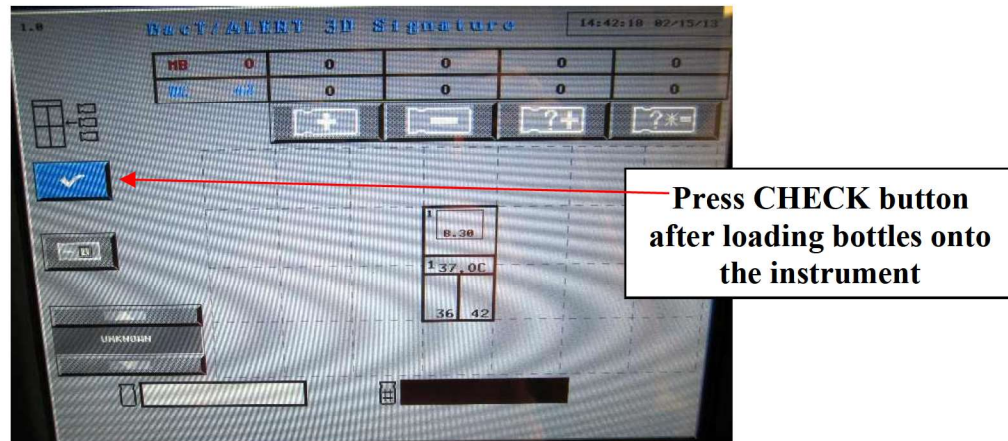 1.0
BacT/ALERT 3D Signature
14:42:10 02/15/13
MB 0 0 0 0 0
0 0 0 0
+ - ?+ ?*=
1
8.30
1 37.0C
36 42
UNKNOWN
Press CHECK button
after loading bottles onto
the instrument